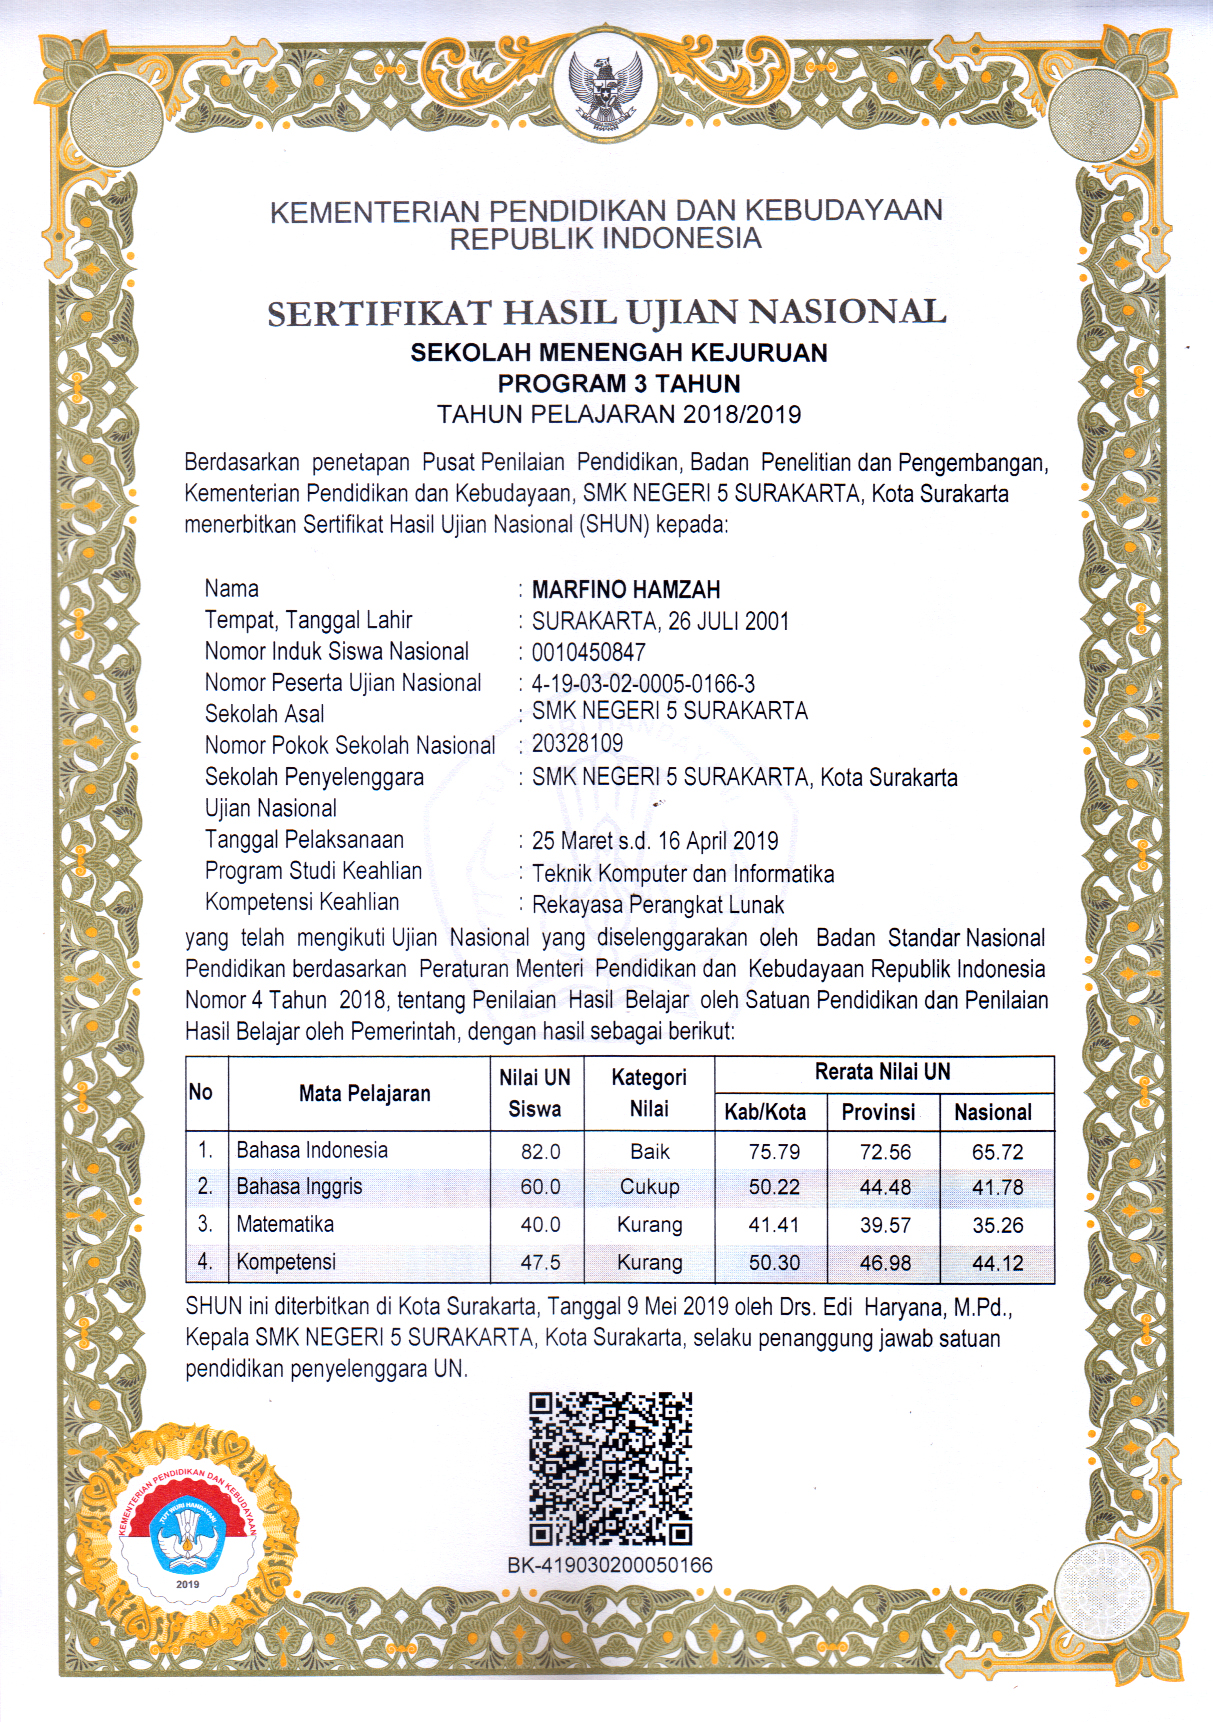 KEMENTERIAN PENDIDIKAN DAN KEBUDAYAAN
REPUBLIK INDONESIA
SERTIFIKAT HASIL UJIAN NASIONAL
SEKOLAH MENENGAH KEJURUAN
PROGRAM 3 TAHUN
TAHUN PELAJARAN 2018/2019
Berdasarkan penetapan Pusat Penilaian Pendidikan, Badan Penelitian dan Pengembangan,
Kementerian Pendidikan dan Kebudayaan, SMK NEGERI 5 SURAKARTA, Kota Surakarta
menerbitkan Sertifikat Hasil Ujian Nasional (SHUN) kepada:
Nama : MARFINO HAMZAH
Tempat, Tanggal Lahir : SURAKARTA, 26 JULI 2001
Nomor Induk Siswa Nasional : 0010450847
Nomor Peserta Ujian Nasional : 4-19-03-02-0005-0166-3
Sekolah Asal : SMK NEGERI 5 SURAKARTA
Nomor Pokok Sekolah Nasional : 20328109
Sekolah Penyelenggara : SMK NEGERI 5 SURAKARTA, Kota Surakarta
Ujian Nasional
Tanggal Pelaksanaan : 25 Maret s.d. 16 April 2019
Program Studi Keahlian : Teknik Komputer dan Informatika
Kompetensi Keahlian : Rekayasa Perangkat Lunak
yang telah mengikuti Ujian Nasional yang diselenggarakan oleh Badan Standar Nasional
Pendidikan berdasarkan Peraturan Menteri Pendidikan dan Kebudayaan Republik Indonesia
Nomor 4 Tahun 2018, tentang Penilaian Hasil Belajar oleh Satuan Pendidikan dan Penilaian
Hasil Belajar oleh Pemerintah, dengan hasil sebagai berikut:
No Mata Pelajaran Nilai UN Siswa Kategori Nilai Rerata Nilai UN
Kab/Kota Provinsi Nasional
1. Bahasa Indonesia 82.0 Baik 75.79 72.56 65.72
2. Bahasa Inggris 60.0 Cukup 50.22 44.48 41.78
3. Matematika 40.0 Kurang 41.41 39.57 35.26
4. Kompetensi 47.5 Kurang 50.30 46.98 44.12
SHUN ini diterbitkan di Kota Surakarta, Tanggal 9 Mei 2019 oleh Drs. Edi Haryana, M.Pd.,
Kepala SMK NEGERI 5 SURAKARTA, Kota Surakarta, selaku penanggung jawab satuan
pendidikan penyelenggara UN.
BK-419030200050166
KEMENTERIAN PENDIDIKAN DAN KEBUDAYAAN
TUT WURI HANDAYANI
2019